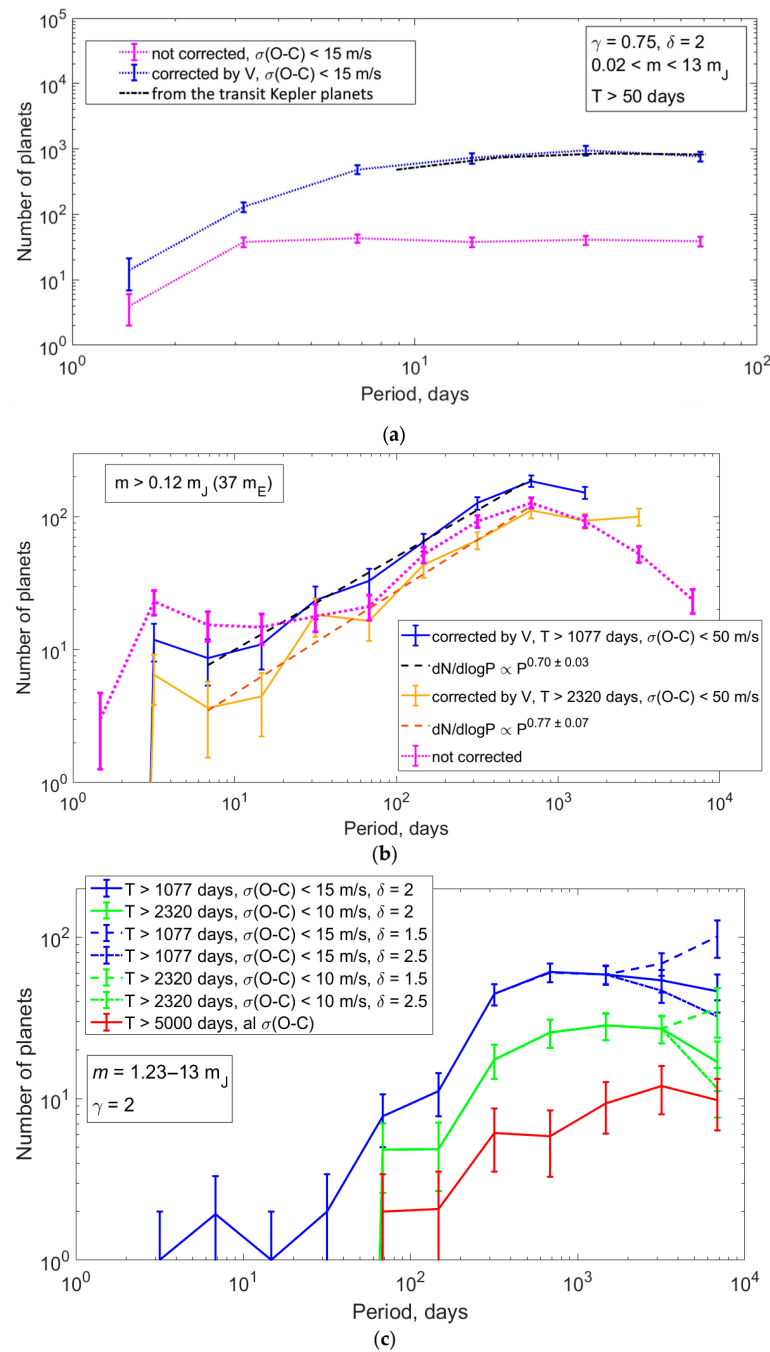 10^5
10^4
10^3
10^2
10^1
10^0
Number of planets
not corrected, σ(O-C) < 15 m/s
corrected by V, σ(O-C) < 15 m/s
from the transit Kepler planets
γ = 0.75, δ = 2
0.02 < m < 13 m_J
T > 50 days
10^0
10^1
10^2
Period, days
(a)
m > 0.12 m_J (37 m_E)
10^2
10^1
10^0
Number of planets
corrected by V, T > 1077 days, σ(O-C) < 50 m/s
dN/dlogP ∝ P^0.70 ± 0.03
corrected by V, T > 2320 days, σ(O-C) < 50 m/s
dN/dlogP ∝ P^0.77 ± 0.07
not corrected
10^0
10^1
10^2
10^3
10^4
Period, days
(b)
T > 1077 days, σ(O-C) < 15 m/s, δ = 2
T > 2320 days, σ(O-C) < 10 m/s, δ = 2
T > 1077 days, σ(O-C) < 15 m/s, δ = 1.5
T > 1077 days, σ(O-C) < 15 m/s, δ = 2.5
T > 2320 days, σ(O-C) < 10 m/s, δ = 1.5
T > 2320 days, σ(O-C) < 10 m/s, δ = 2.5
T > 5000 days, al σ(O-C)
m = 1.23–13 m_J
γ = 2
10^2
10^1
10^0
Number of planets
10^0
10^1
10^2
10^3
10^4
Period, days
(c)